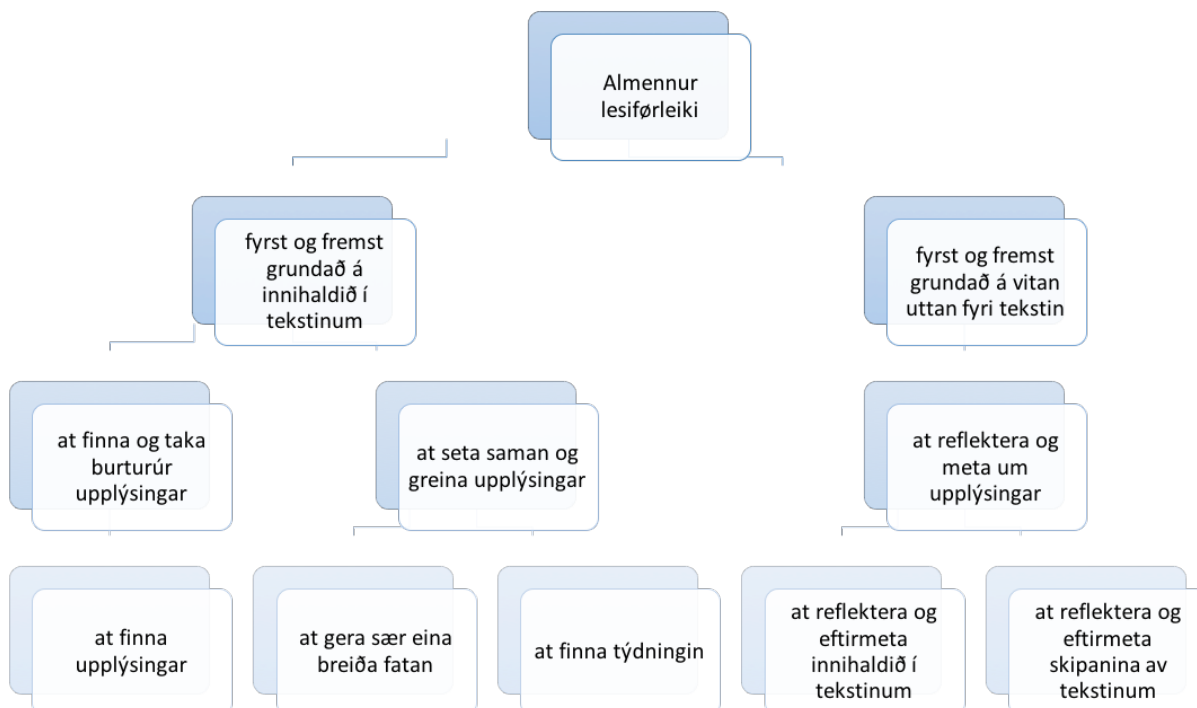 Almennur
lesiførleiki
fyrst og fremst
grundað á
innihaldið í
tekstinum
fyrst og fremst
grundað á vitan
uttan fyri tekstin
at finna og taka
burturúr
upplýsingar
at seta saman og
greina upplýsingar
at reflektera og
meta um
upplýsingar
at finna
upplýsingar
at gera sær eina
breiða fatan
at finna týdningin
at reflektera og
eftirmeta
innihaldið í
tekstinum
at reflektera og
eftirmeta
skipanina av
tekstinum